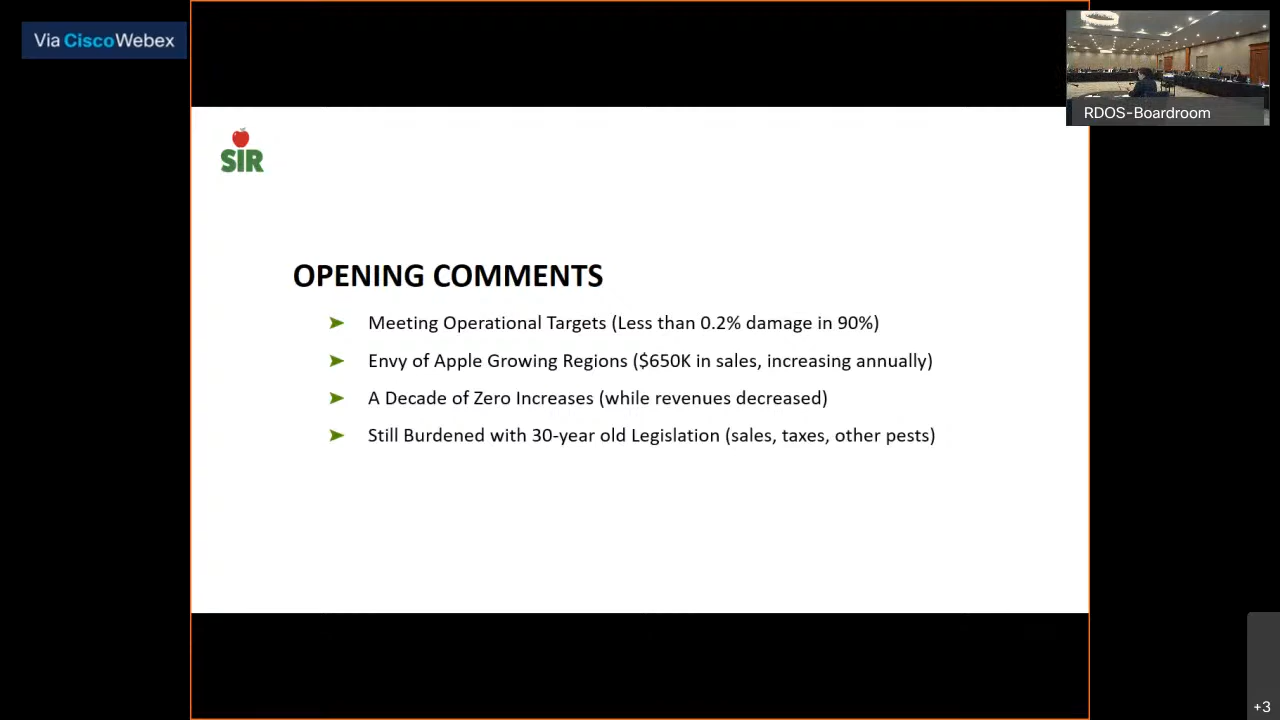 Via Cisco Webex
RDOS-Boardroom
SIR
OPENING COMMENTS
➤ Meeting Operational Targets (Less than 0.2% damage in 90%)
➤ Envy of Apple Growing Regions ($650K in sales, increasing annually)
➤ A Decade of Zero Increases (while revenues decreased)
➤ Still Burdened with 30-year old Legislation (sales, taxes, other pests)
+3